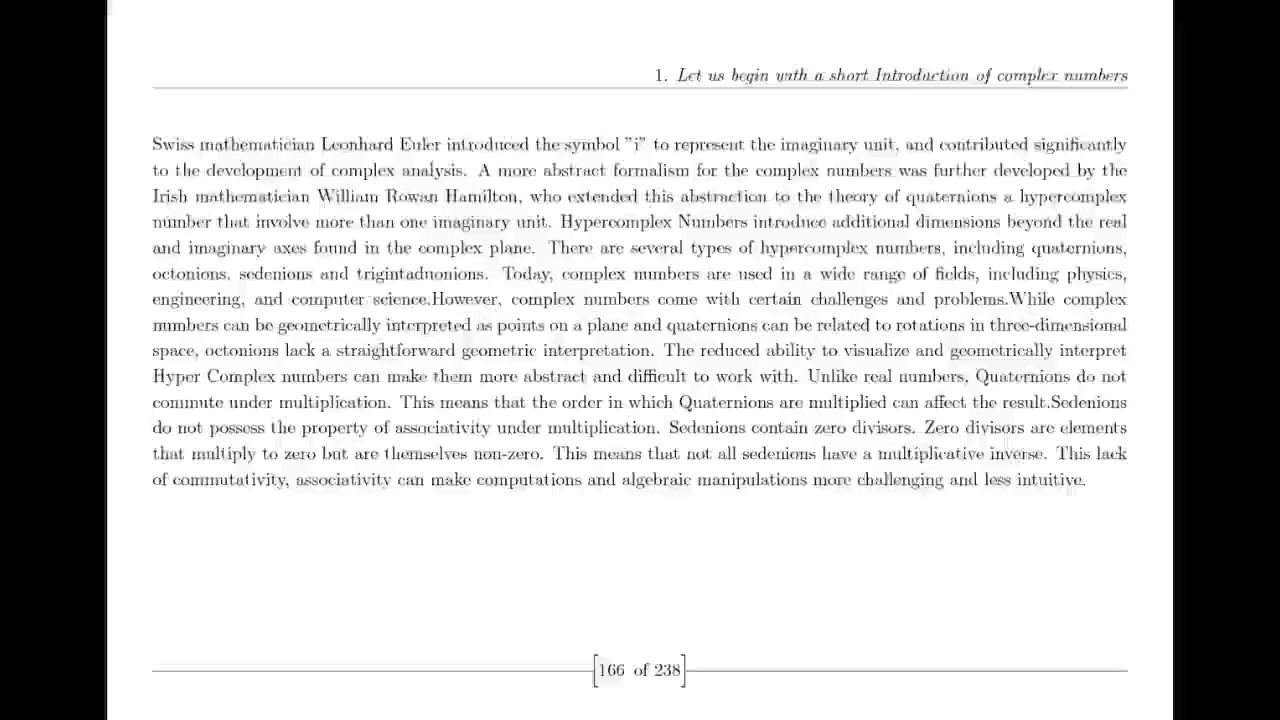 1. Let us begin with a short Introduction of complex numbers
Swiss mathematician Leonhard Euler introduced the symbol "i" to represent the imaginary unit, and contributed significantly
to the development of complex analysis. A more abstract formalism for the complex numbers was further developed by the
Irish mathematician William Rowan Hamilton, who extended this abstraction to the theory of quaternions a hypercomplex
number that involve more than one imaginary unit. Hypercomplex Numbers introduce additional dimensions beyond the real
and imaginary axes found in the complex plane. There are several types of hypercomplex numbers, including quaternions,
octonions, sedenions and trigintaduonions. Today, complex numbers are used in a wide range of fields, including physics,
engineering, and computer science.However, complex numbers come with certain challenges and problems.While complex
numbers can be geometrically interpreted as points on a plane and quaternions can be related to rotations in three-dimensional
space, octonions lack a straightforward geometric interpretation. The reduced ability to visualize and geometrically interpret
Hyper Complex numbers can make them more abstract and difficult to work with. Unlike real numbers, Quaternions do not
commute under multiplication. This means that the order in which Quaternions are multiplied can affect the result.Sedenions
do not possess the property of associativity under multiplication. Sedenions contain zero divisors. Zero divisors are elements
that multiply to zero but are themselves non-zero. This means that not all sedenions have a multiplicative inverse. This lack
of commutativity, associativity can make computations and algebraic manipulations more challenging and less intuitive.
166 of 238